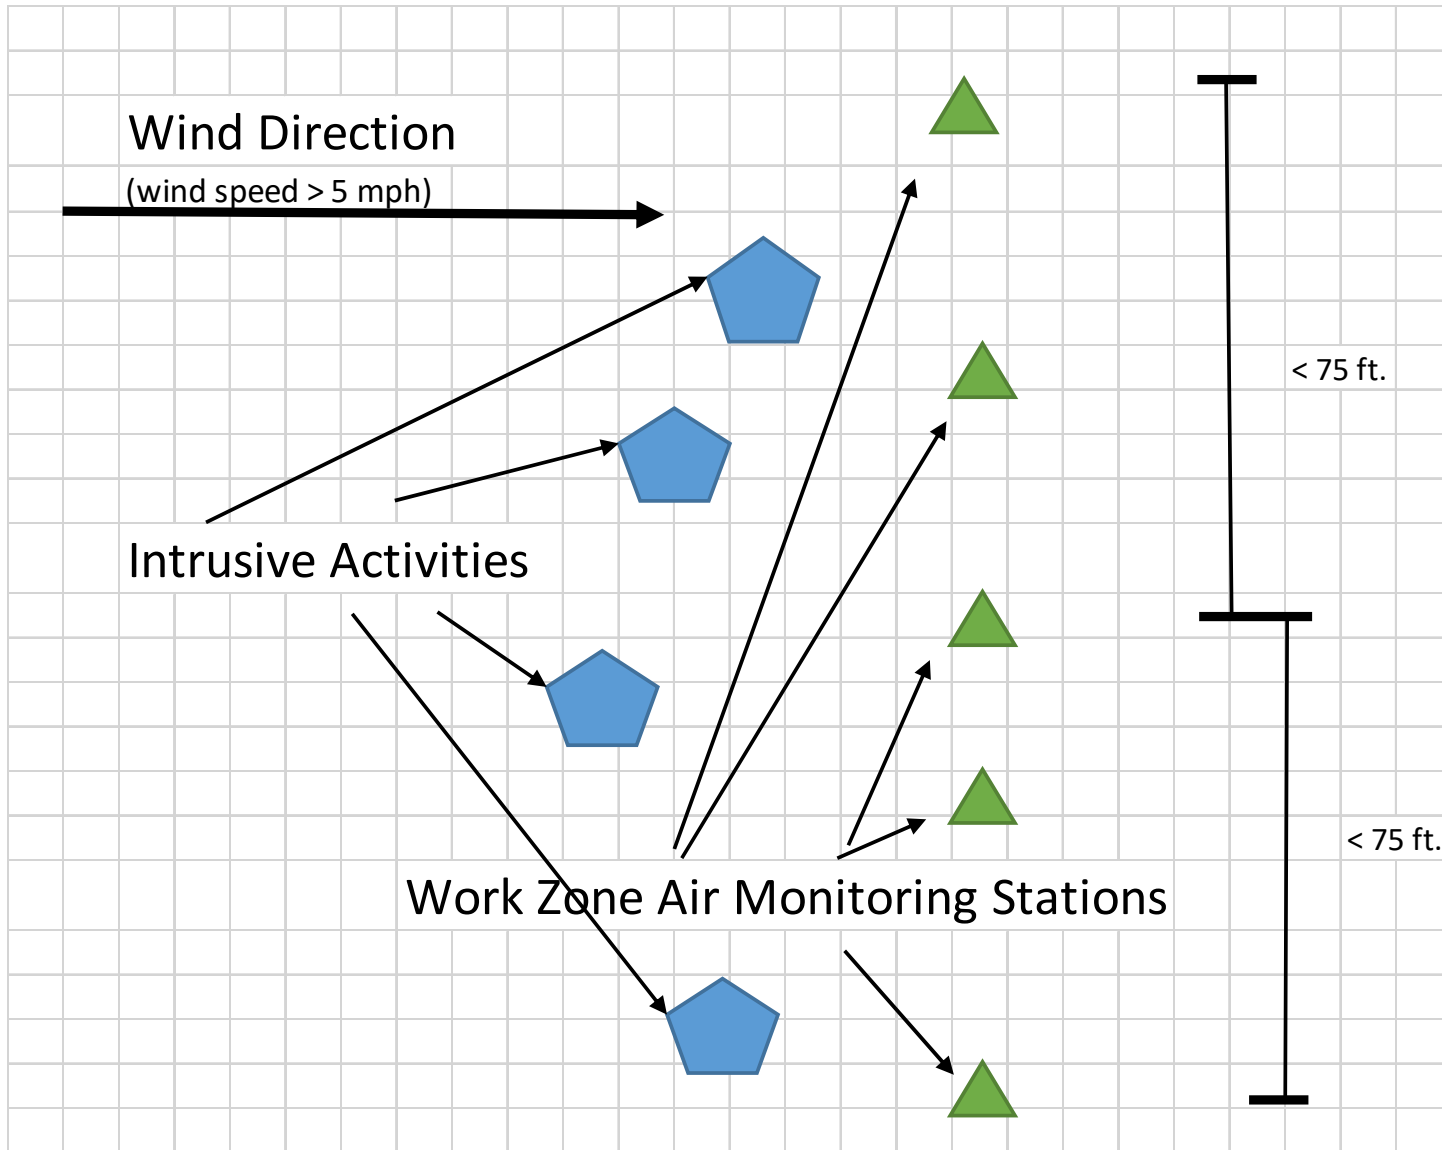 Wind Direction
(wind speed > 5 mph)
< 75 ft.
Intrusive Activities
< 75 ft.
Work Zone Air Monitoring Stations